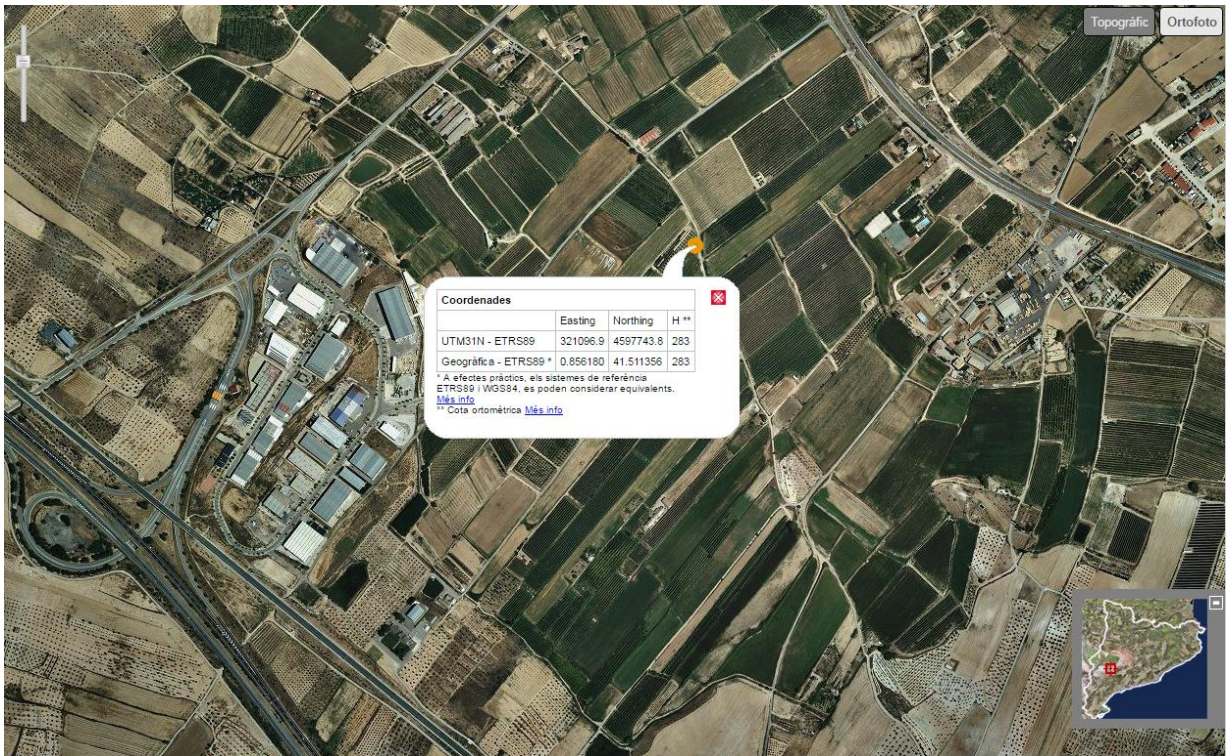 Topogràfic Ortofoto
Coordenades
Easting Northing H **
UTM31N - ETRS89 321096.9 4597743.8 283
Geogràfica - ETRS89 * 0.856180 41.511356 283
* A efectes pràctics, els sistemes de referència
ETRS89 i WGS84, es poden considerar equivalents.
Més info
** Cota ortomètrica Més info